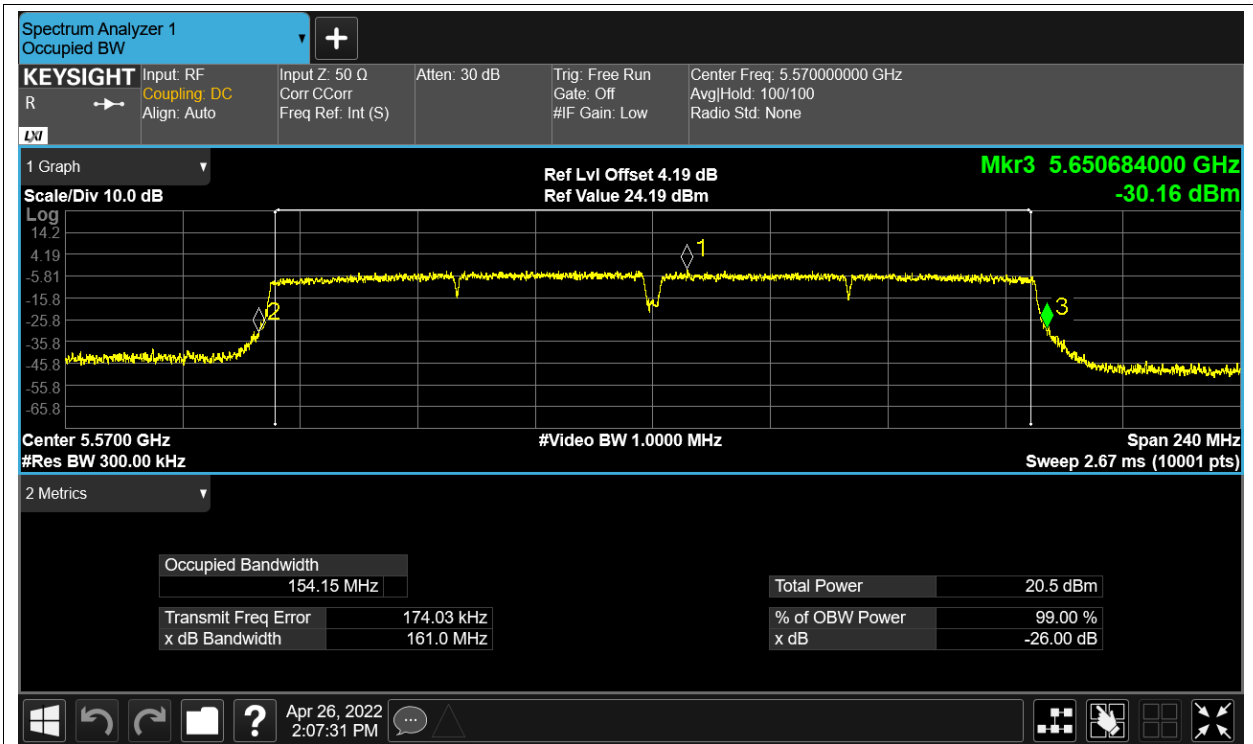 Spectrum Analyzer 1
Occupied BW
KEYSIGHT
R
LXI
Input: RF
Coupling: DC
Align: Auto
Input Z: 50 Ω
Corr CCorr
Freq Ref: Int (S)
Atten: 30 dB
Trig: Free Run
Gate: Off
#IF Gain: Low
Center Freq: 5.570000000 GHz
Avg|Hold: 100/100
Radio Std: None
1 Graph
Scale/Div 10.0 dB
Ref Lvl Offset 4.19 dB
Ref Value 24.19 dBm
Mkr3 5.650684000 GHz
-30.16 dBm
Log
14.2
4.19
-5.81
-15.8
-25.8
-35.8
-45.8
-55.8
-65.8
1
2
3
Center 5.5700 GHz
#Res BW 300.00 kHz
#Video BW 1.0000 MHz
Span 240 MHz
Sweep 2.67 ms (10001 pts)
2 Metrics
Occupied Bandwidth
154.15 MHz
Transmit Freq Error 174.03 kHz
x dB Bandwidth 161.0 MHz
Total Power 20.5 dBm
% of OBW Power 99.00 %
x dB -26.00 dB
?
Apr 26, 2022
2:07:31 PM